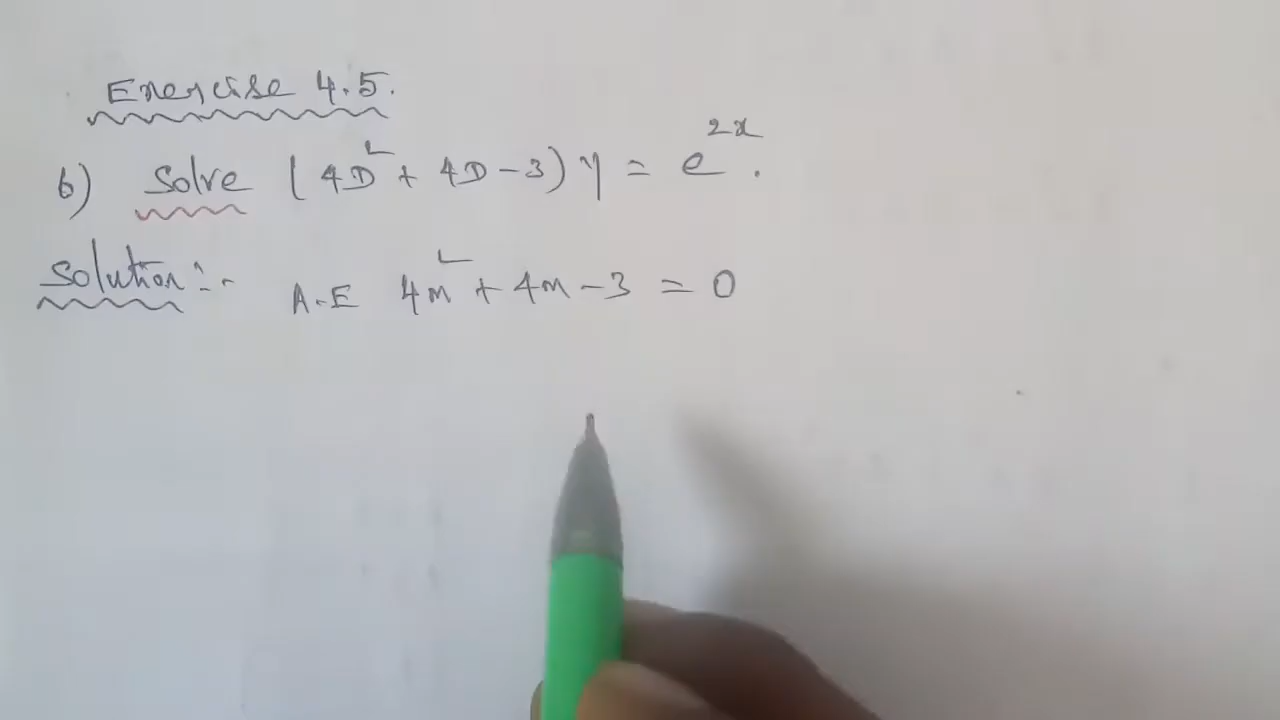 Exercise 4.5.
6) Solve (4D² + 4D - 3) y = e^{2x}.
Solution:- A.E 4m² + 4m - 3 = 0